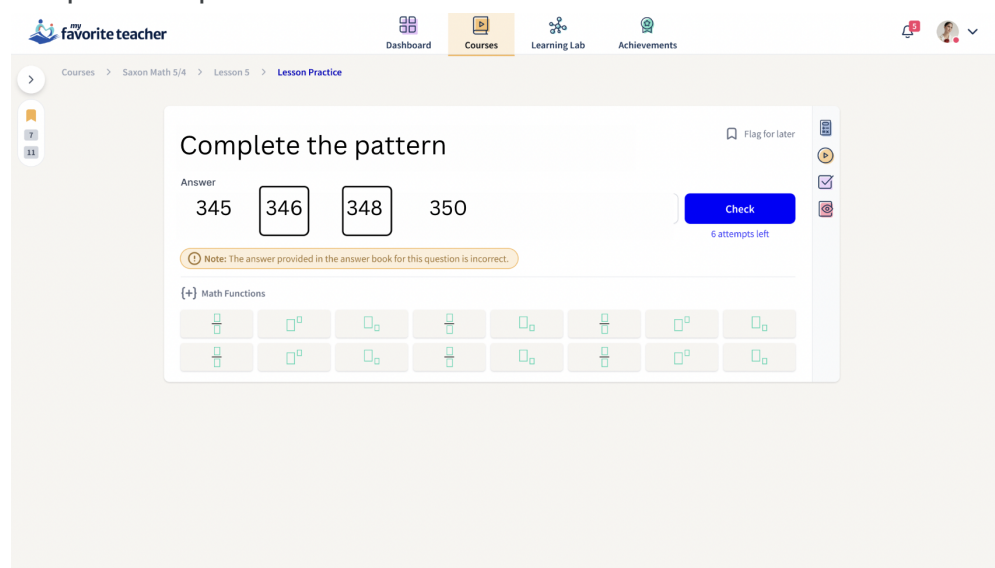 my
favorite teacher
Dashboard
Courses
Learning Lab
Achievements
5
Courses > Saxon Math 5/4 > Lesson 5 > Lesson Practice
7
11
Complete the pattern
Flag for later
Answer
345 346 348 350
Check
6 attempts left
Note: The answer provided in the answer book for this question is incorrect.
{+} Math Functions